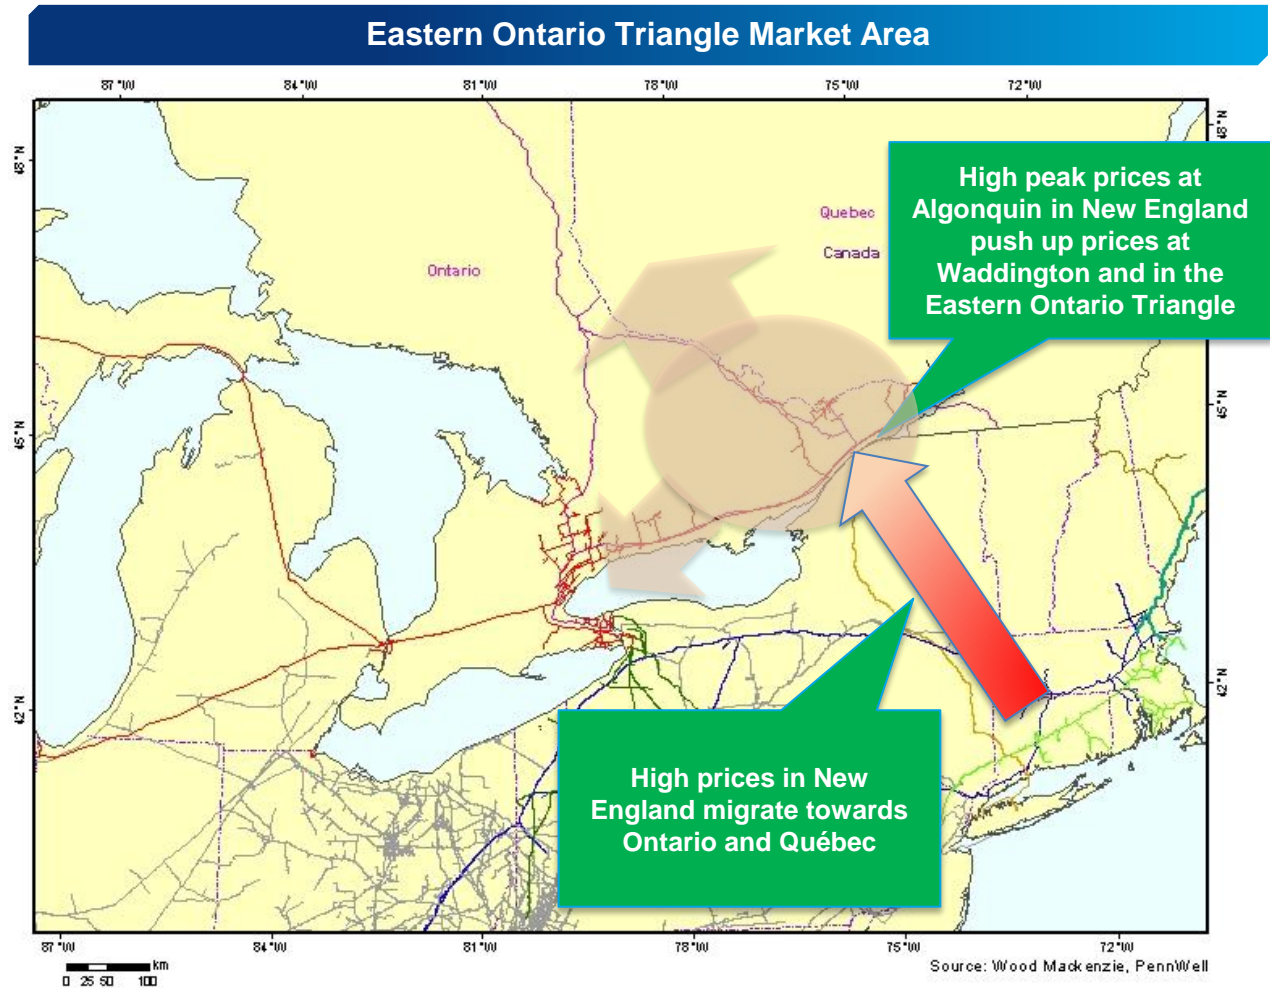 Eastern Ontario Triangle Market Area
87°W 84°W 81°W 78°W 75°W 72°W
48°N
48°N
High peak prices at
Algonquin in New England
push up prices at
Waddington and in the
Eastern Ontario Triangle
Quebec
Canada
Ontario
45°N
45°N
42°N
42°N
High prices in New
England migrate towards
Ontario and Québec
87°W 84°W 81°W 78°W 75°W 72°W
km
0 25 50 100
Source: Wood Mackenzie, PennWell